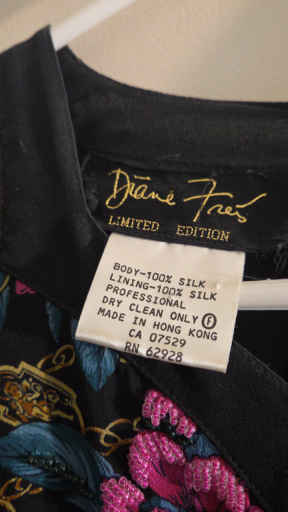 Diane Freis
LIMITED EDITION
BODY-100% SILK
LINING-100% SILK
PROFESSIONAL
DRY CLEAN ONLY Ⓕ
MADE IN HONG KONG
CA 07529
RN 62928